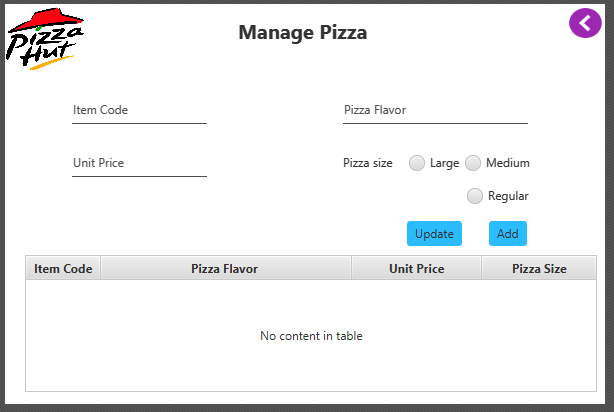 Pizza Hut
Manage Pizza
Item Code
Pizza Flavor
Unit Price
Pizza size Large Medium
Regular
Update Add
Item Code Pizza Flavor Unit Price Pizza Size
No content in table